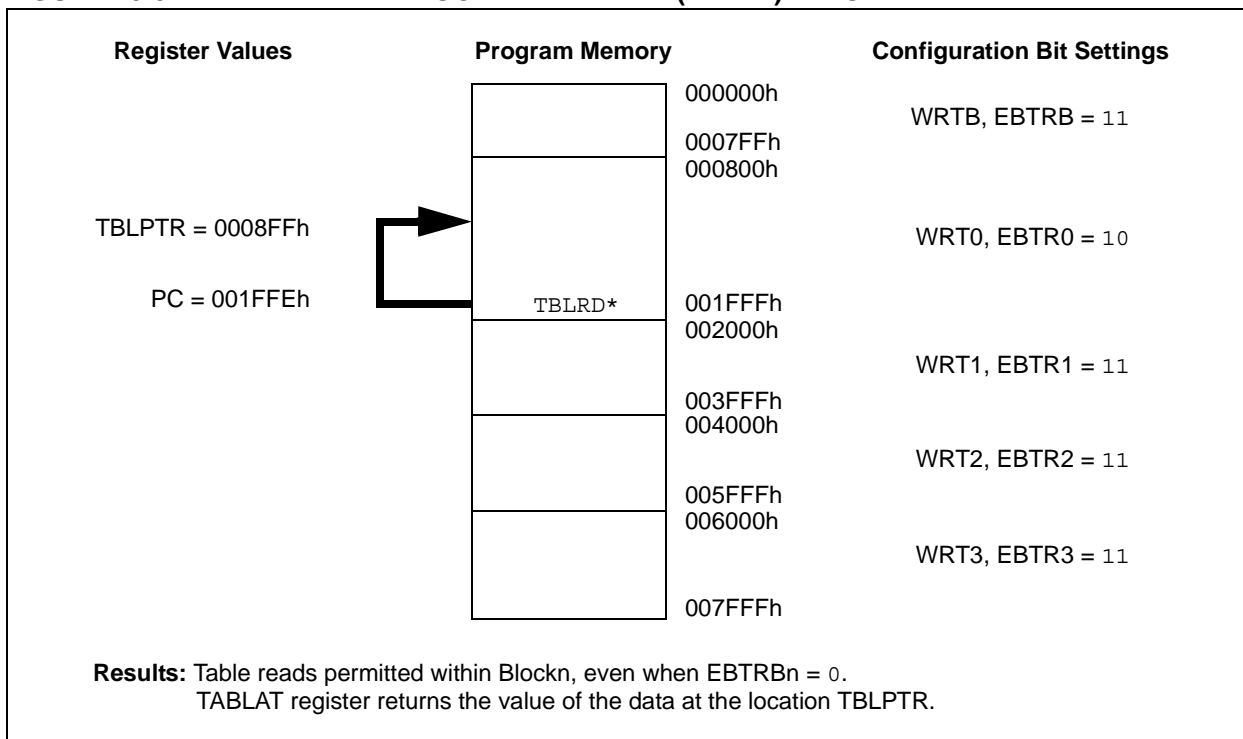 Register Values Program Memory Configuration Bit Settings
000000h
WRTB, EBTRB = 11
0007FFh
000800h
TBLPTR = 0008FFh
WRT0, EBTR0 = 10
PC = 001FFEh
TBLRD*
001FFFh
002000h
WRT1, EBTR1 = 11
003FFFh
004000h
WRT2, EBTR2 = 11
005FFFh
006000h
WRT3, EBTR3 = 11
007FFFh
Results: Table reads permitted within Blockn, even when EBTRBn = 0.
TABLAT register returns the value of the data at the location TBLPTR.